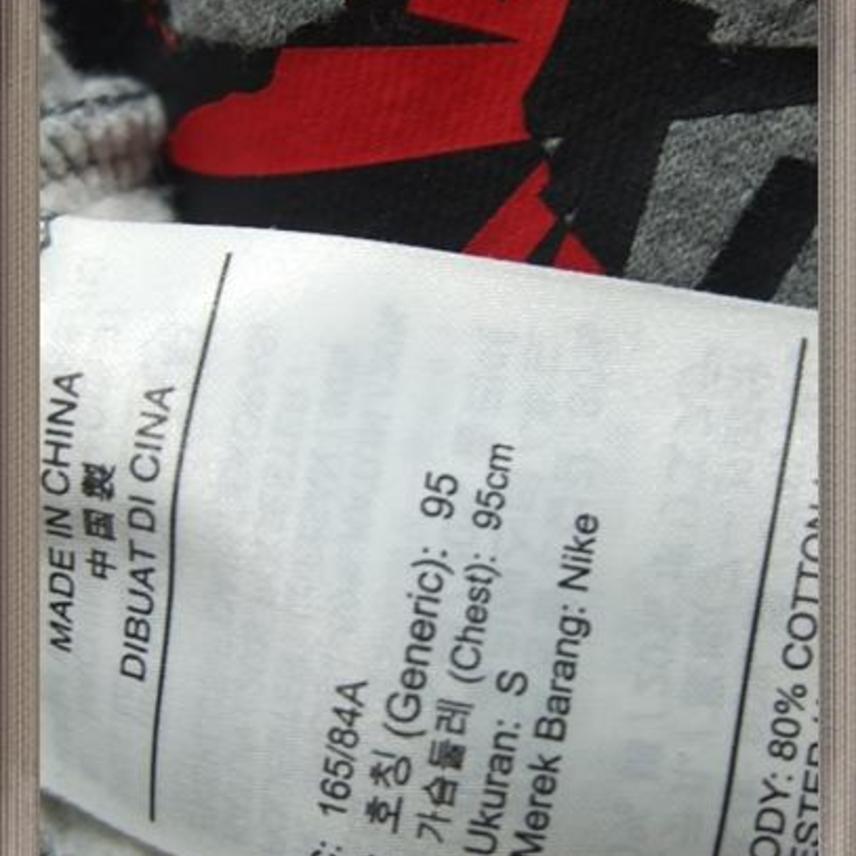 MADE IN CHINA
中国製
DIBUAT DI CINA
: 165/84A
호칭 (Generic): 95
가슴둘레 (Chest): 95cm
Ukuran: S
Merek Barang: Nike
ODY: 80% COTTON